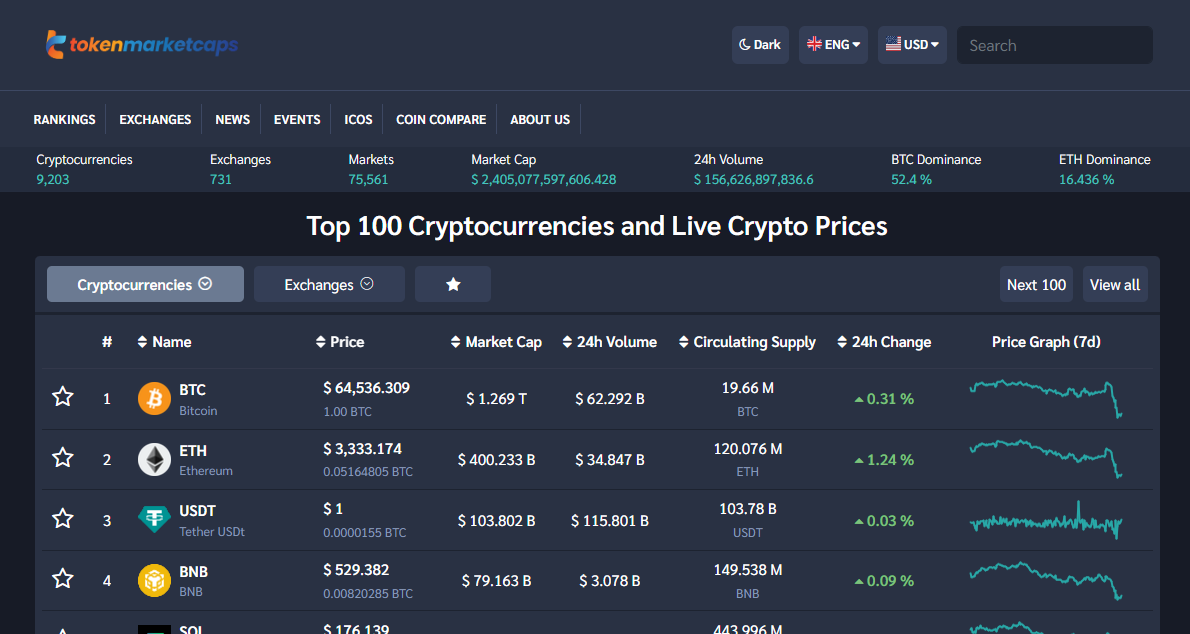 tokenmarketcaps
Dark ENG USD Search
RANKINGS EXCHANGES NEWS EVENTS ICOS COIN COMPARE ABOUT US
Cryptocurrencies Exchanges Markets Market Cap 24h Volume BTC Dominance ETH Dominance
9,203 731 75,561 $ 2,405,077,597,606.428 $ 156,626,897,836.6 52.4 % 16.436 %
Top 100 Cryptocurrencies and Live Crypto Prices
Cryptocurrencies Exchanges Next 100 View all
# Name Price Market Cap 24h Volume Circulating Supply 24h Change Price Graph (7d)
1 BTC $ 64,536.309 $ 1.269 T $ 62.292 B 19.66 M 0.31 %
Bitcoin 1.00 BTC BTC
2 ETH $ 3,333.174 $ 400.233 B $ 34.847 B 120.076 M 1.24 %
Ethereum 0.05164805 BTC ETH
3 USDT $ 1 $ 103.802 B $ 115.801 B 103.78 B 0.03 %
Tether USDt 0.0000155 BTC USDT
4 BNB $ 529.382 $ 79.163 B $ 3.078 B 149.538 M 0.09 %
BNB 0.00820285 BTC BNB
SOL $ 176.139 443.996 M